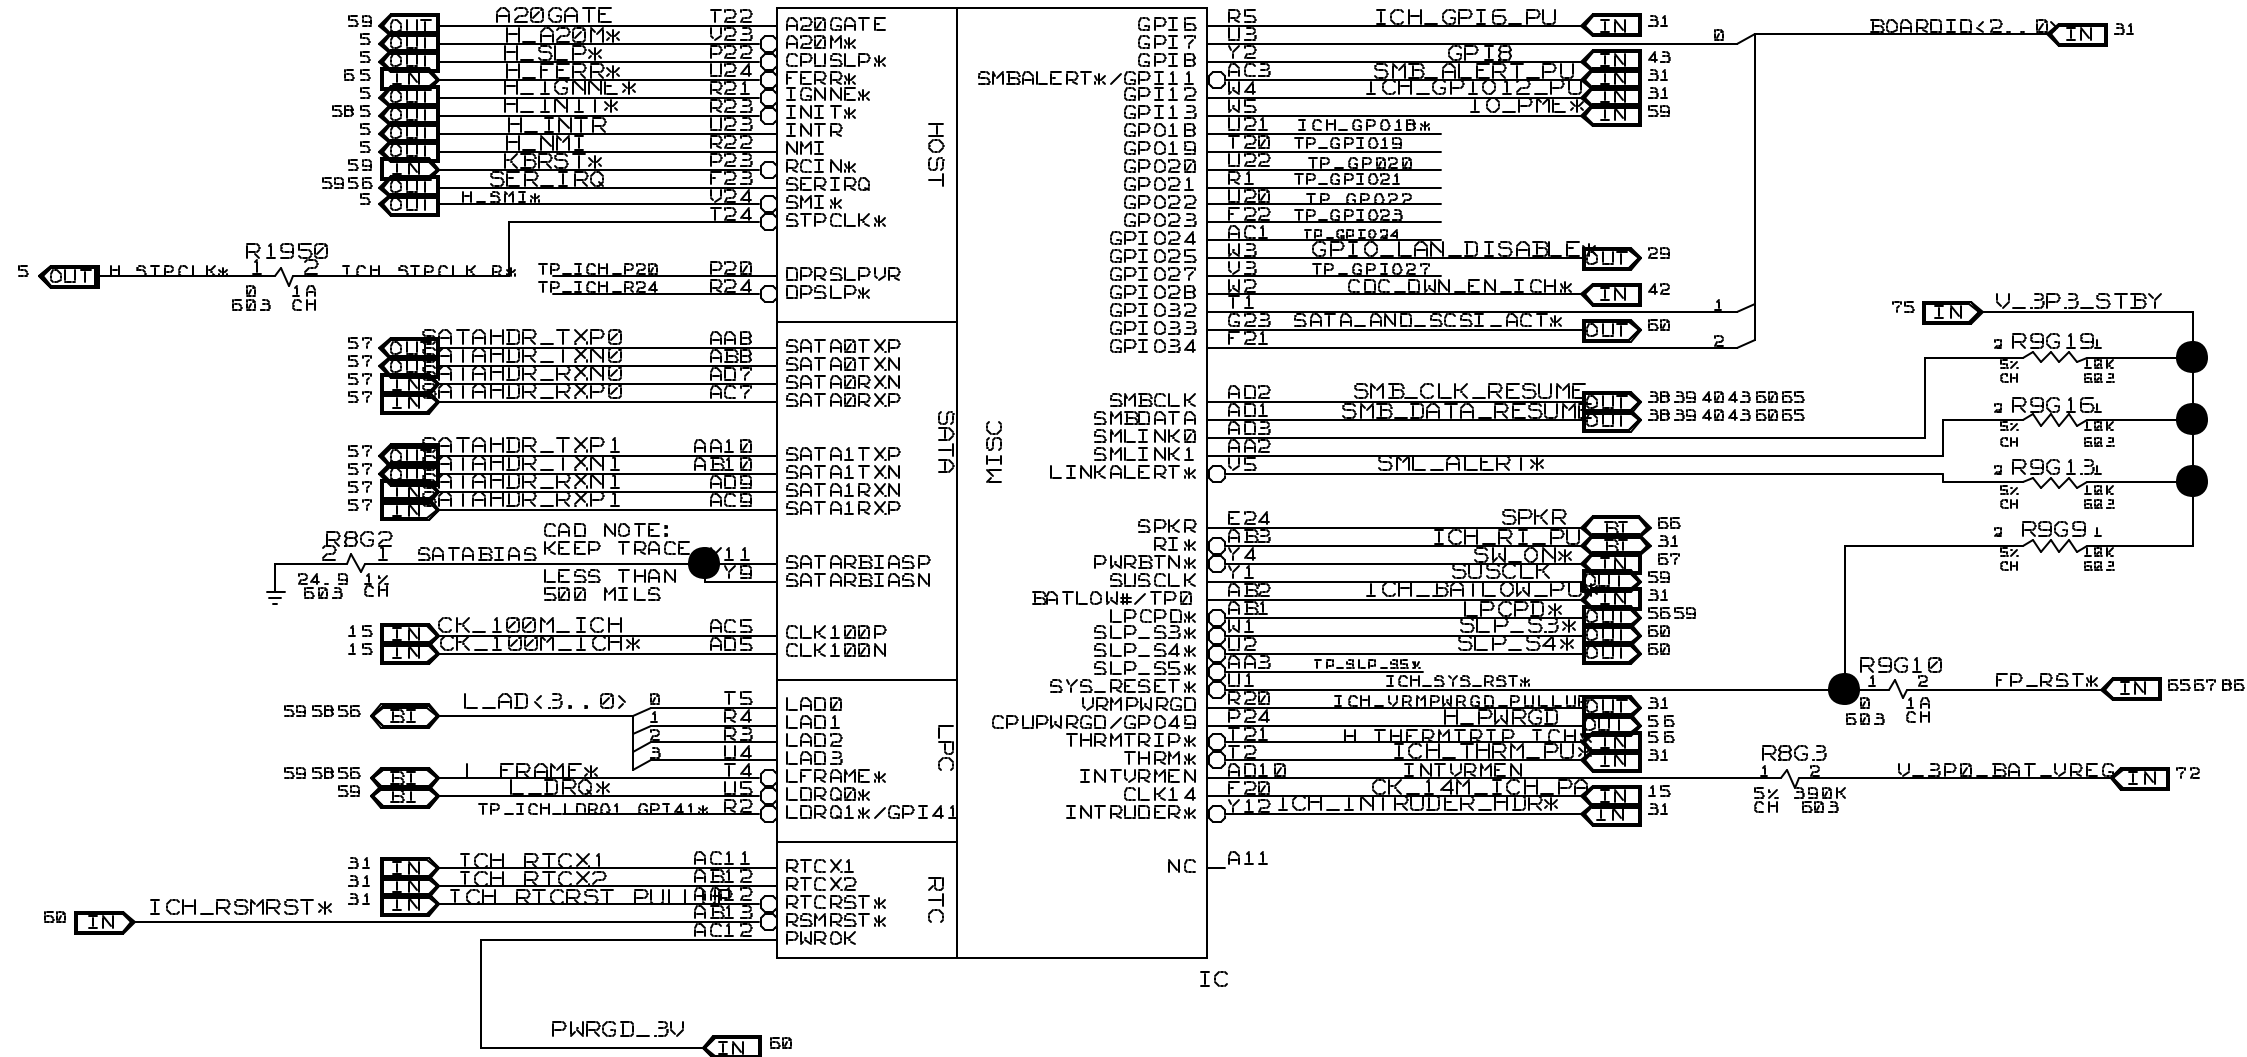 59 OUT A20GATE T22 A20GATE
5 OUT H_A20M* V23 A20M*
5 OUT H_SLP* P22 CPUSLP*
65 IN H_FERR* U24 FERR*
5 OUT H_IGNNE* R21 IGNNE*
58 5 OUT H_INIT* R23 INIT*
5 OUT H_INTR U23 INTR
5 OUT H_NMI R22 NMI
59 IN KBRST* P23 RCIN*
59 56 OUT SER_IRQ F23 SERIRQ
5 OUT H_SMI* V24 SMI*
T24 STPCLK*
HOST
R1950
5 OUT H_STPCLK* 1 2 ICH_STPCLK_R*
0 1A
603 CH
TP_ICH_P20 P20 DPRSLPVR
TP_ICH_R24 R24 DPSLP*
57 OUT SATAHDR_TXP0 AA8 SATA0TXP
57 OUT SATAHDR_TXN0 AB8 SATA0TXN
57 IN SATAHDR_RXN0 AD7 SATA0RXN
57 IN SATAHDR_RXP0 AC7 SATA0RXP
SATA
57 OUT SATAHDR_TXP1 AA10 SATA1TXP
57 OUT SATAHDR_TXN1 AB10 SATA1TXN
57 IN SATAHDR_RXN1 AD9 SATA1RXN
57 IN SATAHDR_RXP1 AC9 SATA1RXP
CAD NOTE:
KEEP TRACE
LESS THAN
500 MILS
R8G2
2 1 SATABIAS Y11 SATARBIASP
24.9 1%
603 CH
Y9 SATARBIASN
15 IN CK_100M_ICH AC5 CLK100P
15 IN CK_100M_ICH* AD5 CLK100N
59 58 56 BI L_AD<3..0> 0 T5 LAD0
1 R4 LAD1
2 R3 LAD2
3 U4 LAD3
LPC
59 58 56 BI L_FRAME* T4 LFRAME*
59 BI L_DRQ* U5 LDRQ0*
TP_ICH_LDRQ1_GPI41* R2 LDRQ1*/GPI41
31 IN ICH_RTCX1 AC11 RTCX1
31 IN ICH_RTCX2 AB12 RTCX2
31 IN ICH_RTCRST_PULLUP AA12 RTCRST*
60 IN ICH_RSMRST* AB13 RSMRST*
AC12 PWROK
RTC
PWRGD_3V IN 60
MISC
GPI6 R5 ICH_GPI6_PU IN 31
GPI7 U3 0
BOARDID<2..0> IN 31
GPI8 Y2 GPI8 IN 43
SMBALERT*/GPI11 AC3 SMB_ALERT_PU IN 31
GPI12 W4 ICH_GPIO12_PU IN 31
GPI13 W5 IO_PME* IN 59
GPO18 U21 ICH_GPO18*
GPO19 T20 TP_GPIO19
GPO20 U22 TP_GPO20
GPO21 R1 TP_GPIO21
GPO22 U20 TP_GPO22
GPO23 F22 TP_GPIO23
GPIO24 AC1 TP_GPIO24
GPIO25 W3 GPIO_LAN_DISABLE* OUT 29
GPIO27 V3 TP_GPIO27
GPIO28 W2 CDC_DWN_EN_ICH* IN 42
GPIO32 T1 1
GPIO33 G23 SATA_AND_SCSI_ACT* OUT 60
GPIO34 F21 2
75 IN V_3P3_STBY
2 R9G19 1
5% 10K
CH 603
SMBCLK AD2 SMB_CLK_RESUME OUT 38 39 40 43 60 65
SMBDATA AD1 SMB_DATA_RESUME OUT 38 39 40 43 60 65
SMLINK0 AD3
SMLINK1 AA2
LINKALERT* V5 SML_ALERT*
2 R9G16 1
5% 10K
CH 603
2 R9G13 1
5% 10K
CH 603
2 R9G9 1
5% 10K
CH 603
SPKR E24 SPKR BI 66
RI* AB3 ICH_RI_PU BI 31
PWRBTN* Y4 SW_ON* IN 67
SUSCLK Y1 SUSCLK OUT 59
BATLOW#/TP0 AB2 ICH_BATLOW_PU* IN 31
LPCPD* AB1 LPCPD* OUT 56 59
SLP_S3* W1 SLP_S3* OUT 60
SLP_S4* U2 SLP_S4* OUT 60
SLP_S5* AA3 TP_SLP_S5*
SYS_RESET* U1 ICH_SYS_RST*
R9G10
1 2 FP_RST* IN 65 67 86
0 1A
603 CH
VRMPWRGD R20 ICH_VRMPWRGD_PULLUP OUT 31
CPUPWRGD/GPO49 P24 H_PWRGD OUT 56
THRMTRIP* T21 H_THERMTRIP_ICH* IN 56
THRM* T2 ICH_THRM_PU* IN 31
INTVRMEN AD10 INTVRMEN
R8G3
1 2 V_3P0_BAT_VREG IN 72
5% 390K
CH 603
CLK14 F20 CK_14M_ICH_PA IN 15
INTRUDER* Y12 ICH_INTRUDER_HDR* IN 31
NC A11
IC